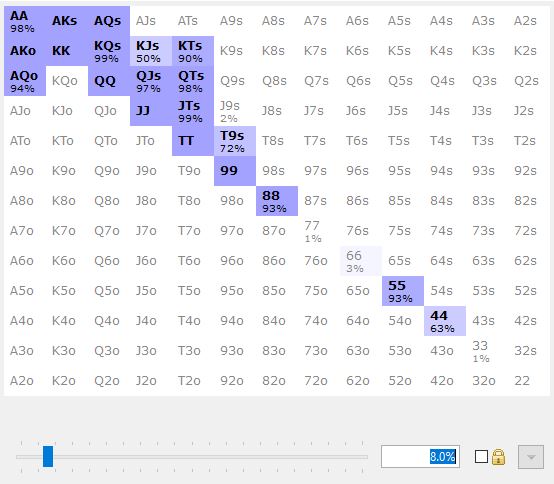 AA AKs AQs AJs ATs A9s A8s A7s A6s A5s A4s A3s A2s
98%
AKo KK KQs KJs KTs K9s K8s K7s K6s K5s K4s K3s K2s
99% 50% 90%
AQo KQo QQ QJs QTs Q9s Q8s Q7s Q6s Q5s Q4s Q3s Q2s
94% 97% 98%
AJo KJo QJo JJ JTs J9s J8s J7s J6s J5s J4s J3s J2s
99% 2%
ATo KTo QTo JTo TT T9s T8s T7s T6s T5s T4s T3s T2s
72%
A9o K9o Q9o J9o T9o 99 98s 97s 96s 95s 94s 93s 92s
A8o K8o Q8o J8o T8o 98o 88 87s 86s 85s 84s 83s 82s
93%
A7o K7o Q7o J7o T7o 97o 87o 77 76s 75s 74s 73s 72s
1%
A6o K6o Q6o J6o T6o 96o 86o 76o 66 65s 64s 63s 62s
3%
A5o K5o Q5o J5o T5o 95o 85o 75o 65o 55 54s 53s 52s
93%
A4o K4o Q4o J4o T4o 94o 84o 74o 64o 54o 44 43s 42s
63%
A3o K3o Q3o J3o T3o 93o 83o 73o 63o 53o 43o 33 32s
1%
A2o K2o Q2o J2o T2o 92o 82o 72o 62o 52o 42o 32o 22
8.0%